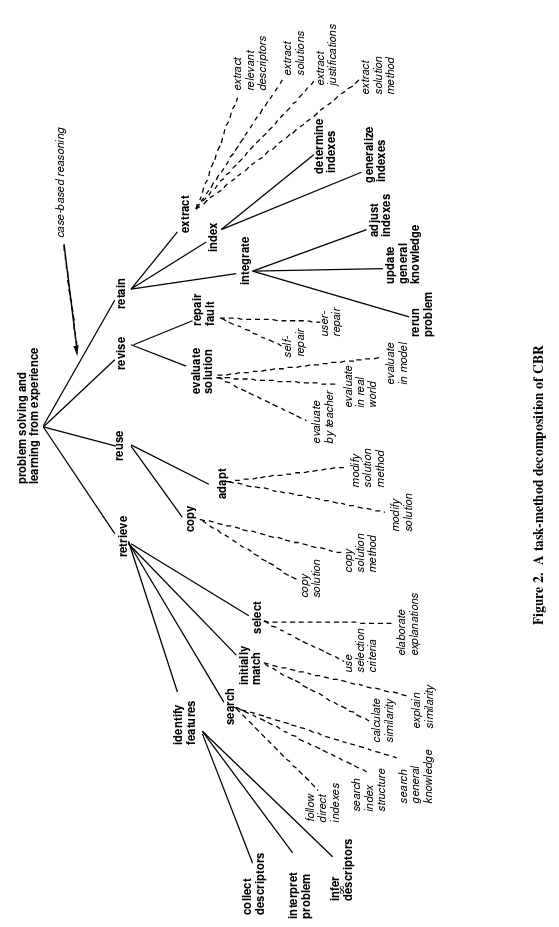 problem solving and
learning from experience
case-based reasoning
retrieve
reuse
revise
retain
identify
features
search
initially
match
select
copy
adapt
evaluate
solution
repair
fault
integrate
index
extract
collect
descriptors
interpret
problem
infer
descriptors
follow
direct
indexes
search
index
structure
search
general
knowledge
calculate
similarity
explain
similarity
use
selection
criteria
elaborate
explanations
copy
solution
copy
solution
method
modify
solution
modify
solution
method
evaluate
by teacher
evaluate
in real
world
evaluate
in model
self-
repair
user-
repair
rerun
problem
update
general
knowledge
adjust
indexes
generalize
indexes
determine
indexes
extract
relevant
descriptors
extract
solutions
extract
justifications
extract
solution
method
Figure 2. A task-method decomposition of CBR